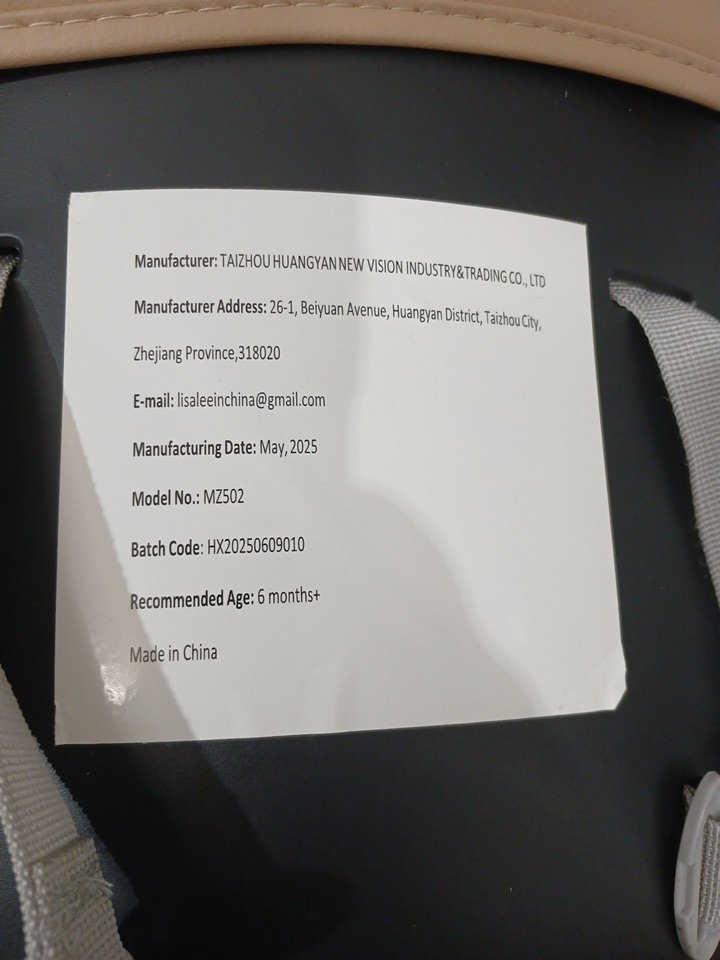 Manufacturer: TAIZHOU HUANGYAN NEW VISION INDUSTRY&TRADING CO., LTD
Manufacturer Address: 26-1, Beiyuan Avenue, Huangyan District, Taizhou City,
Zhejiang Province,318020
E-mail: lisaleeinchina@gmail.com
Manufacturing Date: May, 2025
Model No.: MZ502
Batch Code: HX20250609010
Recommended Age: 6 months+
Made in China